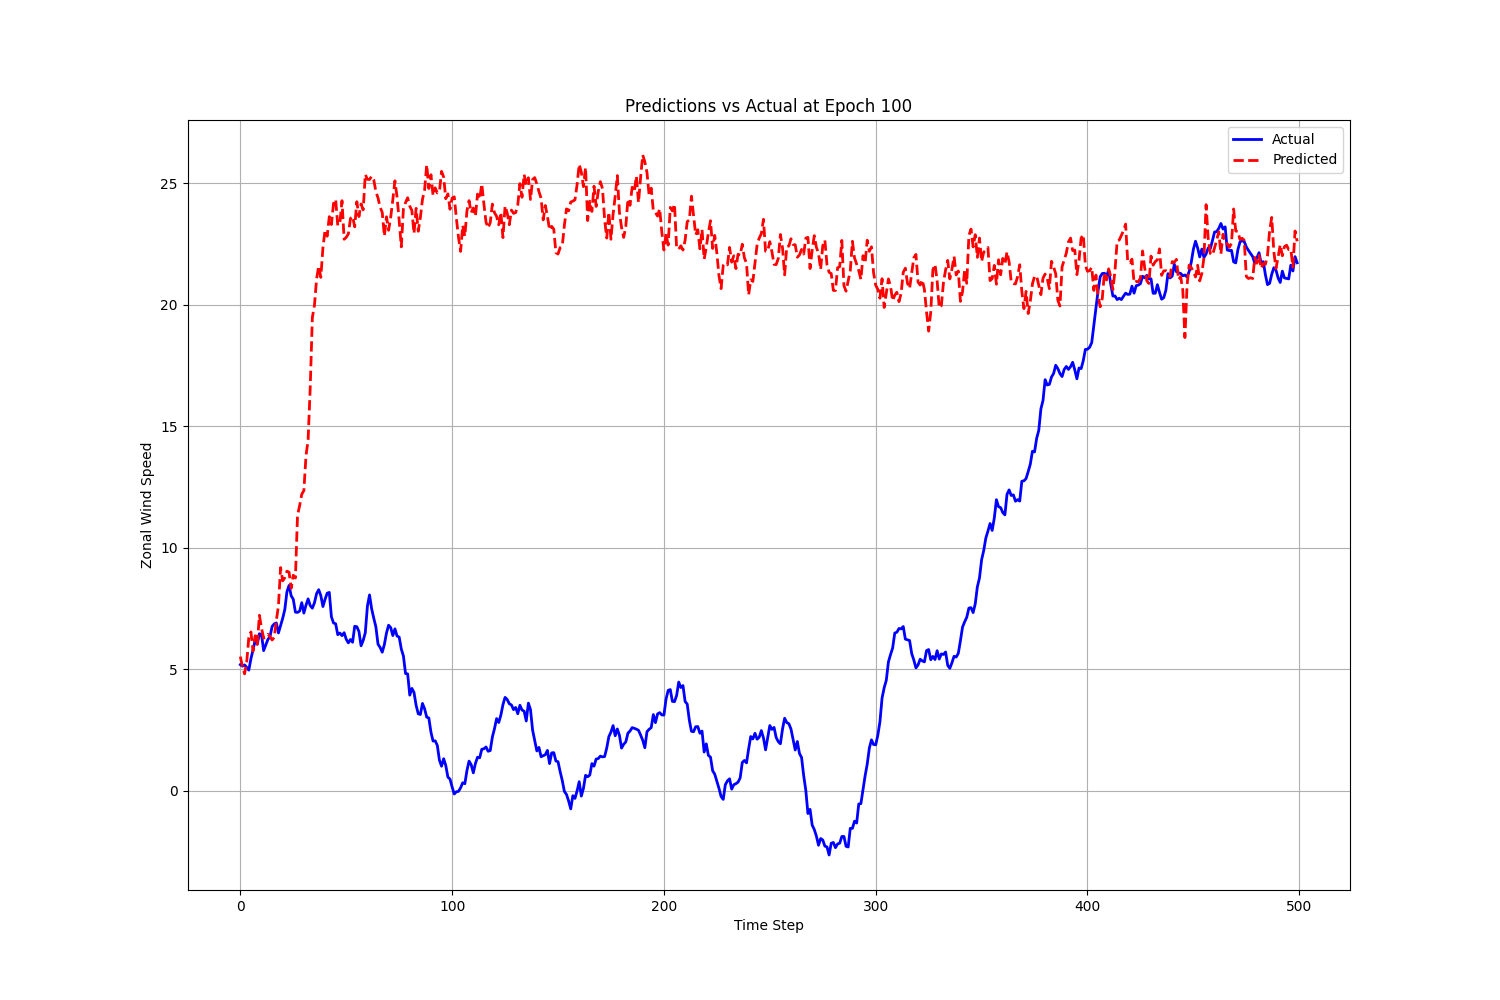 Predictions vs Actual at Epoch 100
Actual
Predicted
25
20
15
10
5
0
Zonal Wind Speed
0 100 200 300 400 500
Time Step